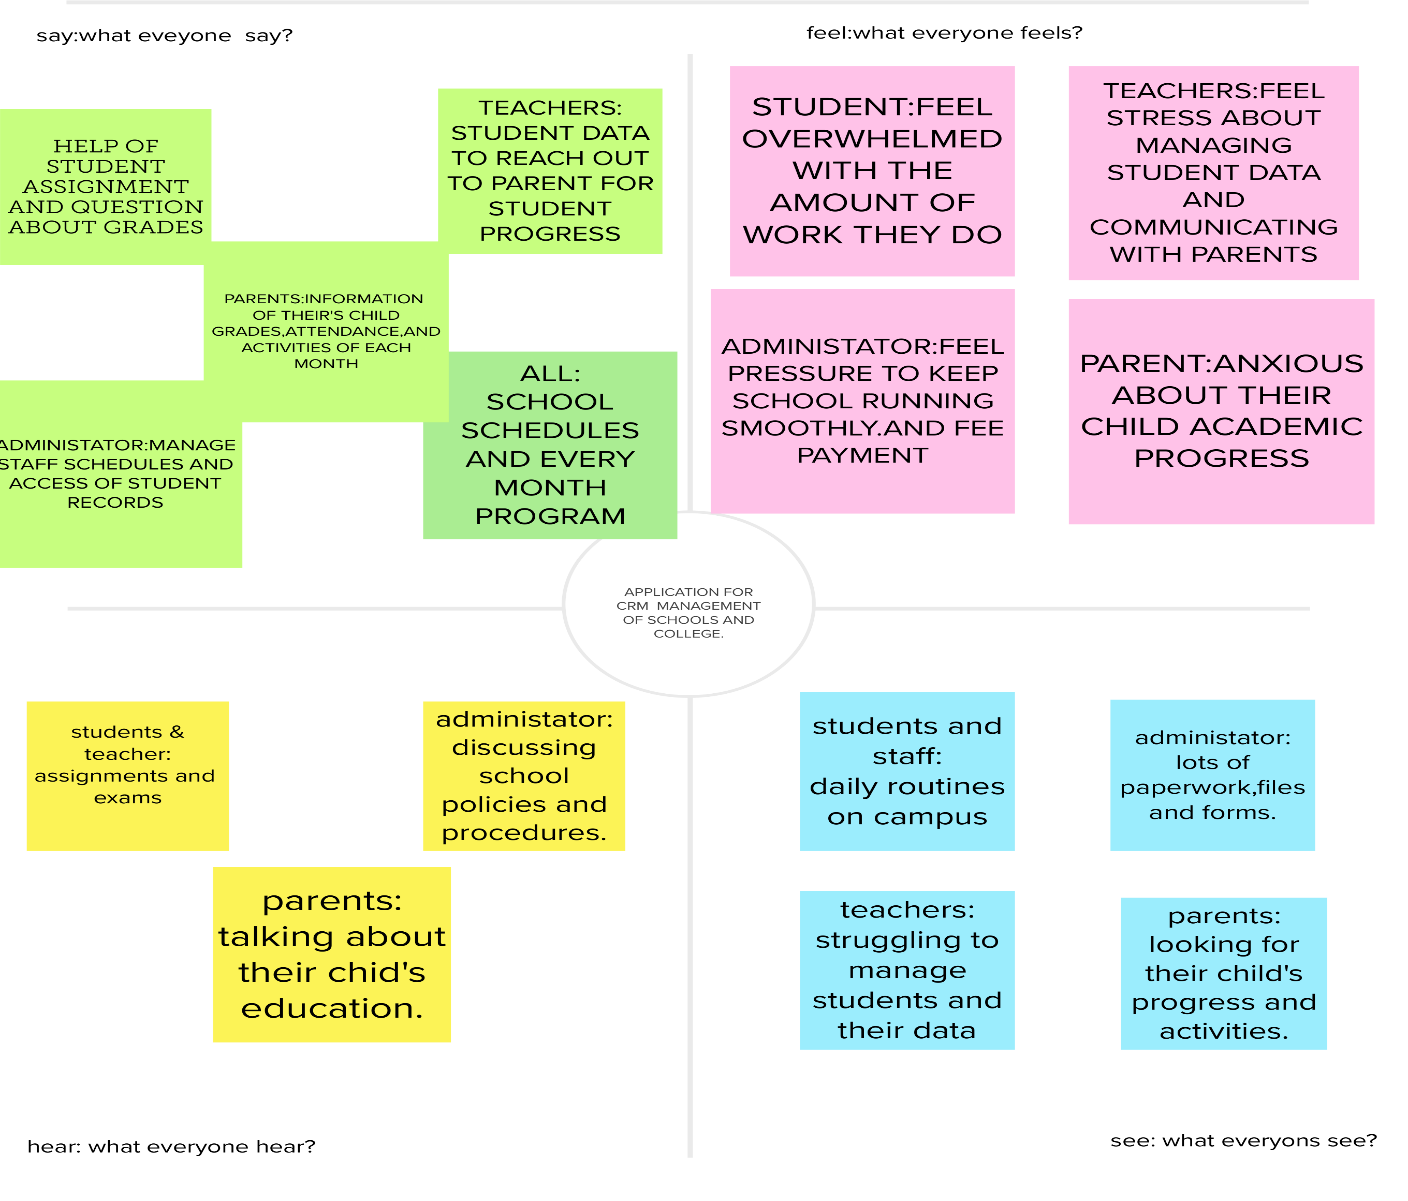 say:what eveyone  say?
feel:what everyone feels?
HELP OF
STUDENT
ASSIGNMENT
AND QUESTION
ABOUT GRADES
TEACHERS:
STUDENT DATA
TO REACH OUT
TO PARENT FOR
STUDENT
PROGRESS
PARENTS:INFORMATION
OF THEIR'S CHILD
GRADES,ATTENDANCE,AND
ACTIVITIES OF EACH
MONTH
ADMINISTATOR:MANAGE
STAFF SCHEDULES AND
ACCESS OF STUDENT
RECORDS
ALL:
SCHOOL
SCHEDULES
AND EVERY
MONTH
PROGRAM
STUDENT:FEEL
OVERWHELMED
WITH THE
AMOUNT OF
WORK THEY DO
TEACHERS:FEEL
STRESS ABOUT
MANAGING
STUDENT DATA
AND
COMMUNICATING
WITH PARENTS
ADMINISTATOR:FEEL
PRESSURE TO KEEP
SCHOOL RUNNING
SMOOTHLY.AND FEE
PAYMENT
PARENT:ANXIOUS
ABOUT THEIR
CHILD ACADEMIC
PROGRESS
APPLICATION FOR
CRM  MANAGEMENT
OF SCHOOLS AND
COLLEGE.
students &
teacher:
assignments and
exams
administator:
discussing
school
policies and
procedures.
parents:
talking about
their chid's
education.
students and
staff:
daily routines
on campus
administator:
lots of
paperwork,files
and forms.
teachers:
struggling to
manage
students and
their data
parents:
looking for
their child's
progress and
activities.
hear: what everyone hear?
see: what everyons see?